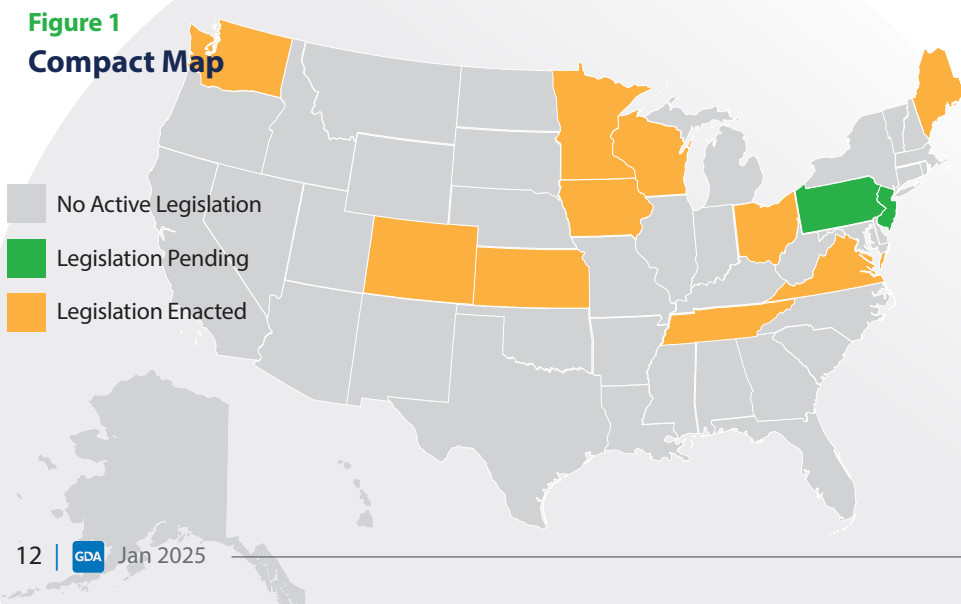 Figure 1
Compact Map
No Active Legislation
Legislation Pending
Legislation Enacted
12 | GDA Jan 2025